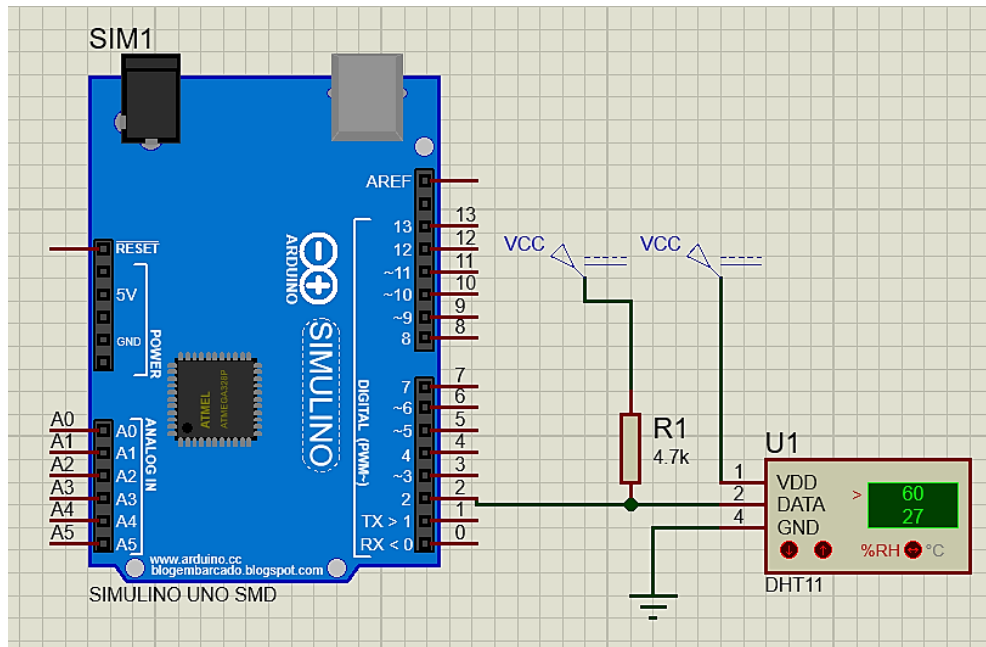 SIM1
AREF
13 13
12 12
~11 11
~10 10
~9 9
8 8
RESET
5V
GND
POWER
ARDUINO
SIMULINO
ATMEL
ATMEGA328P
DIGITAL (PWM~)
7 7
~6 6
~5 5
4 4
~3 3
2 2
TX > 1 1
RX < 0 0
ANALOG IN
A0 A0
A1 A1
A2 A2
A3 A3
A4 A4
A5 A5
www.arduino.cc
blogembarcado.blogspot.com
SIMULINO UNO SMD
VCC
VCC
R1
4.7k
U1
1 VDD
2 DATA
4 GND
>
60
27
%RH °C
DHT11